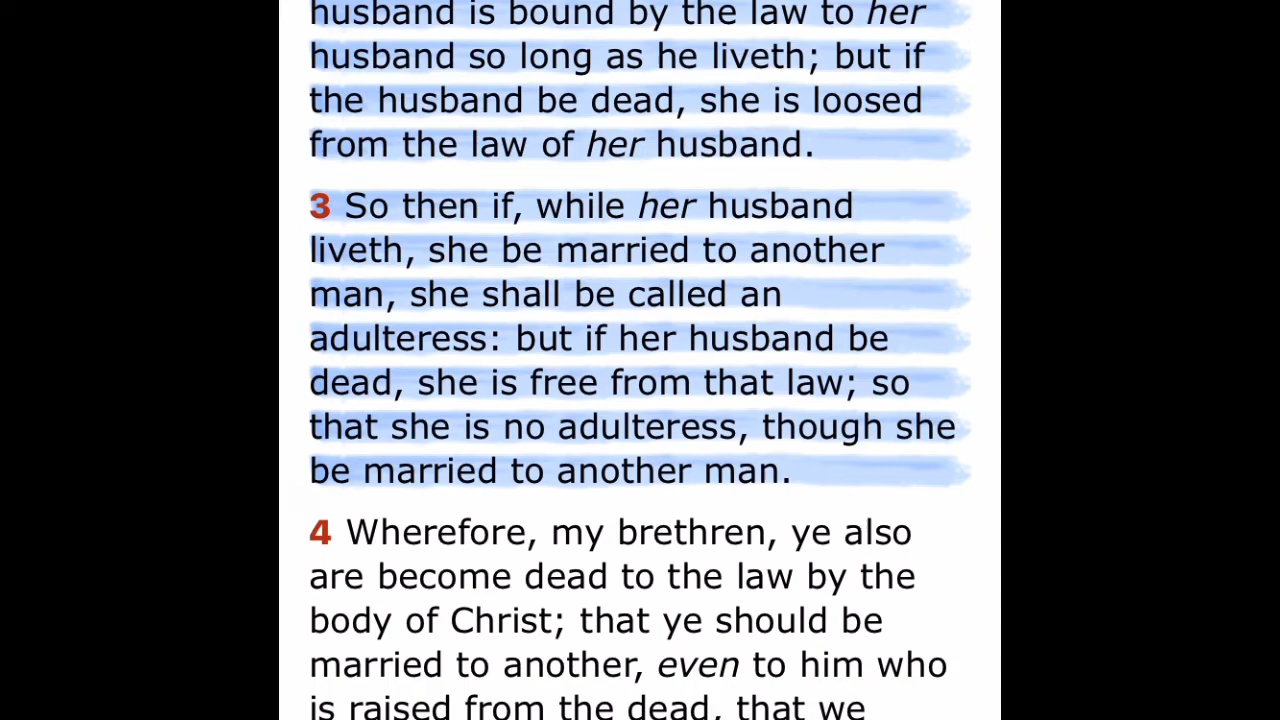 husband is bound by the law to her
husband so long as he liveth; but if
the husband be dead, she is loosed
from the law of her husband.
3 So then if, while her husband
liveth, she be married to another
man, she shall be called an
adulteress: but if her husband be
dead, she is free from that law; so
that she is no adulteress, though she
be married to another man.
4 Wherefore, my brethren, ye also
are become dead to the law by the
body of Christ; that ye should be
married to another, even to him who
is raised from the dead, that we